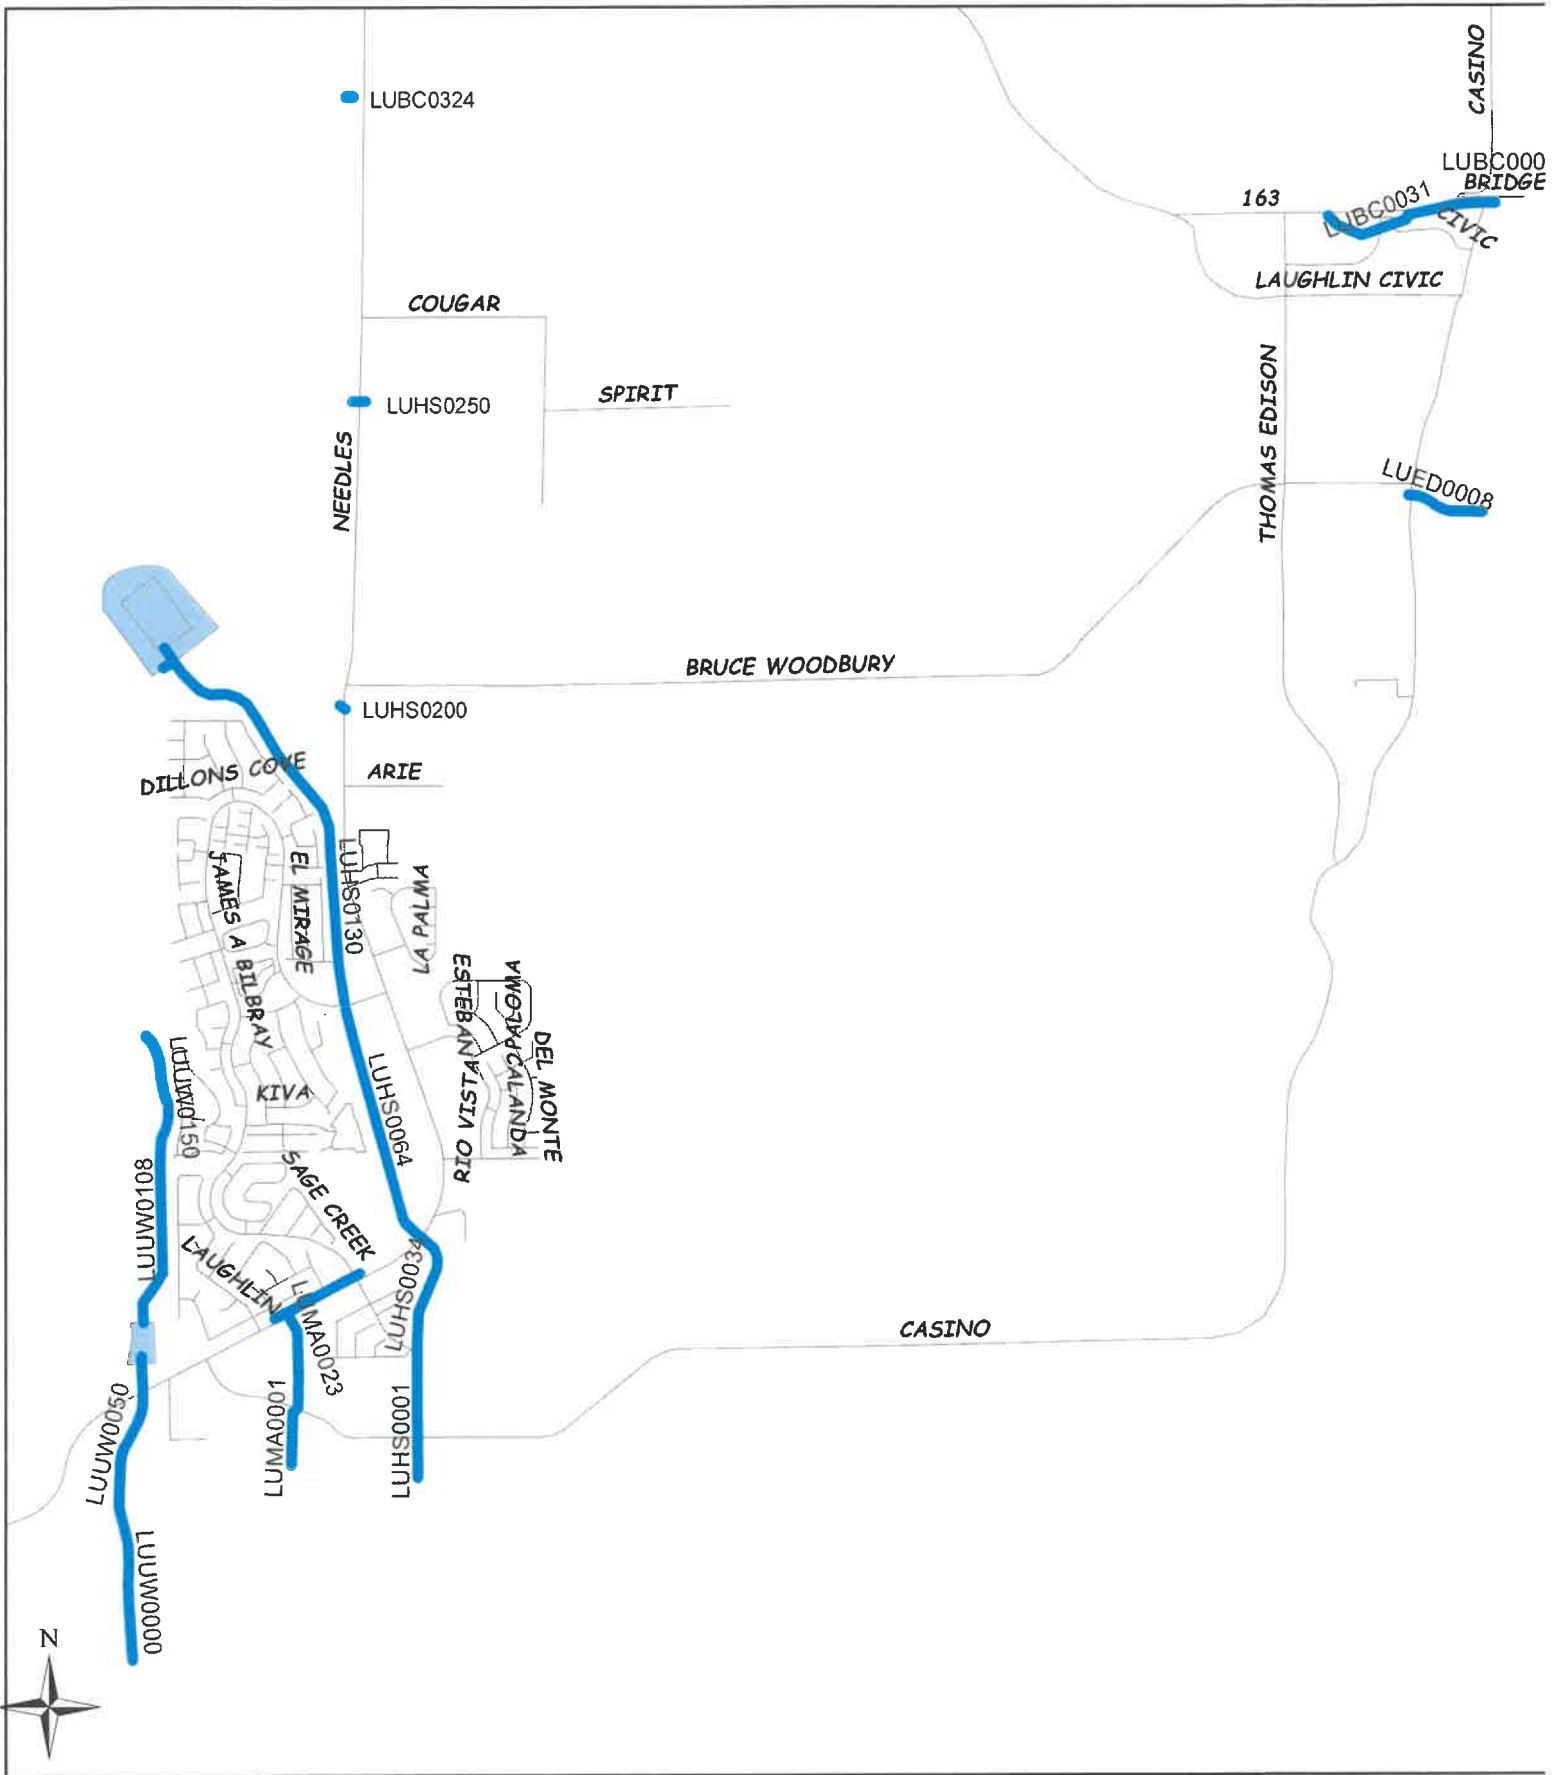 CASINO
LUBC0324
LUBC000
BRIDGE
163
LUBC0031
CIVIC
LAUGHLIN CIVIC
COUGAR
SPIRIT
LUHS0250
NEEDLES
THOMAS EDISON
LUED0008
BRUCE WOODBURY
LUHS0200
DILLONS COVE
ARIE
JAMES A BILBRAY
EL MIRAGE
LUHS0130
LA PALMA
ESTEBAN
PALOMA
DEL MONTE
CALANDA
RIO VISTA
LUUW0150
KIVA
LUHS0064
LUUW0108
SAGE CREEK
LAUGHLIN
LUMA0023
LUHS0034
CASINO
LUUW0050
LUMA0001
LUHS0001
LUUW0000
N